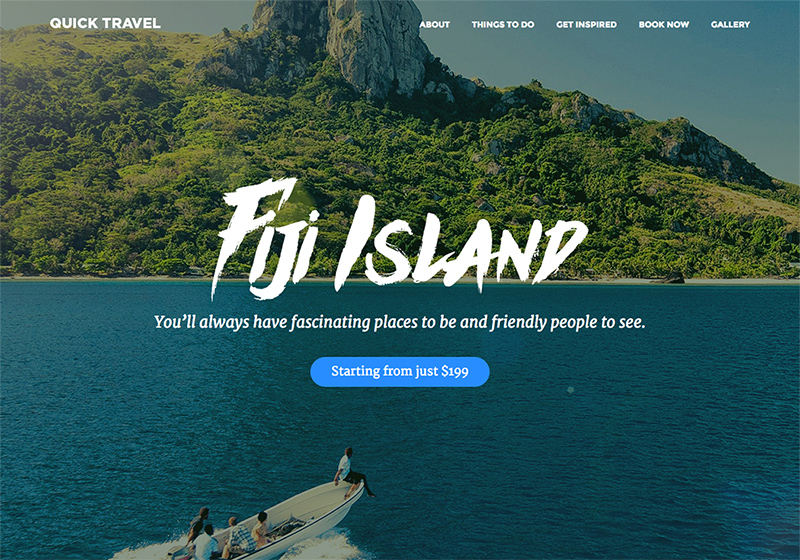 QUICK TRAVEL
ABOUT THINGS TO DO GET INSPIRED BOOK NOW GALLERY
FIJI ISLAND
You’ll always have fascinating places to be and friendly people to see.
Starting from just $199